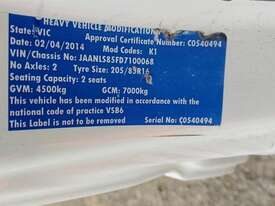 HEAVY VEHICLE MODIFICATION
State: VIC
Approval Certificate Number: C0540494
Date: 02/04/2014 Mod Codes: K1
VIN/Chassis No: JAANLS85FD7100068
No Axles: 2 Tyre Size: 205/85R16
Seating Capacity: 2 seats
GVM: 4500kg GCM: 7000kg
This vehicle has been modified in accordance with the
national code of practice VSB6
This Label is not to be removed Serial No: C0540494